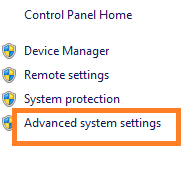 Control Panel Home
Device Manager
Remote settings
System protection
Advanced system settings